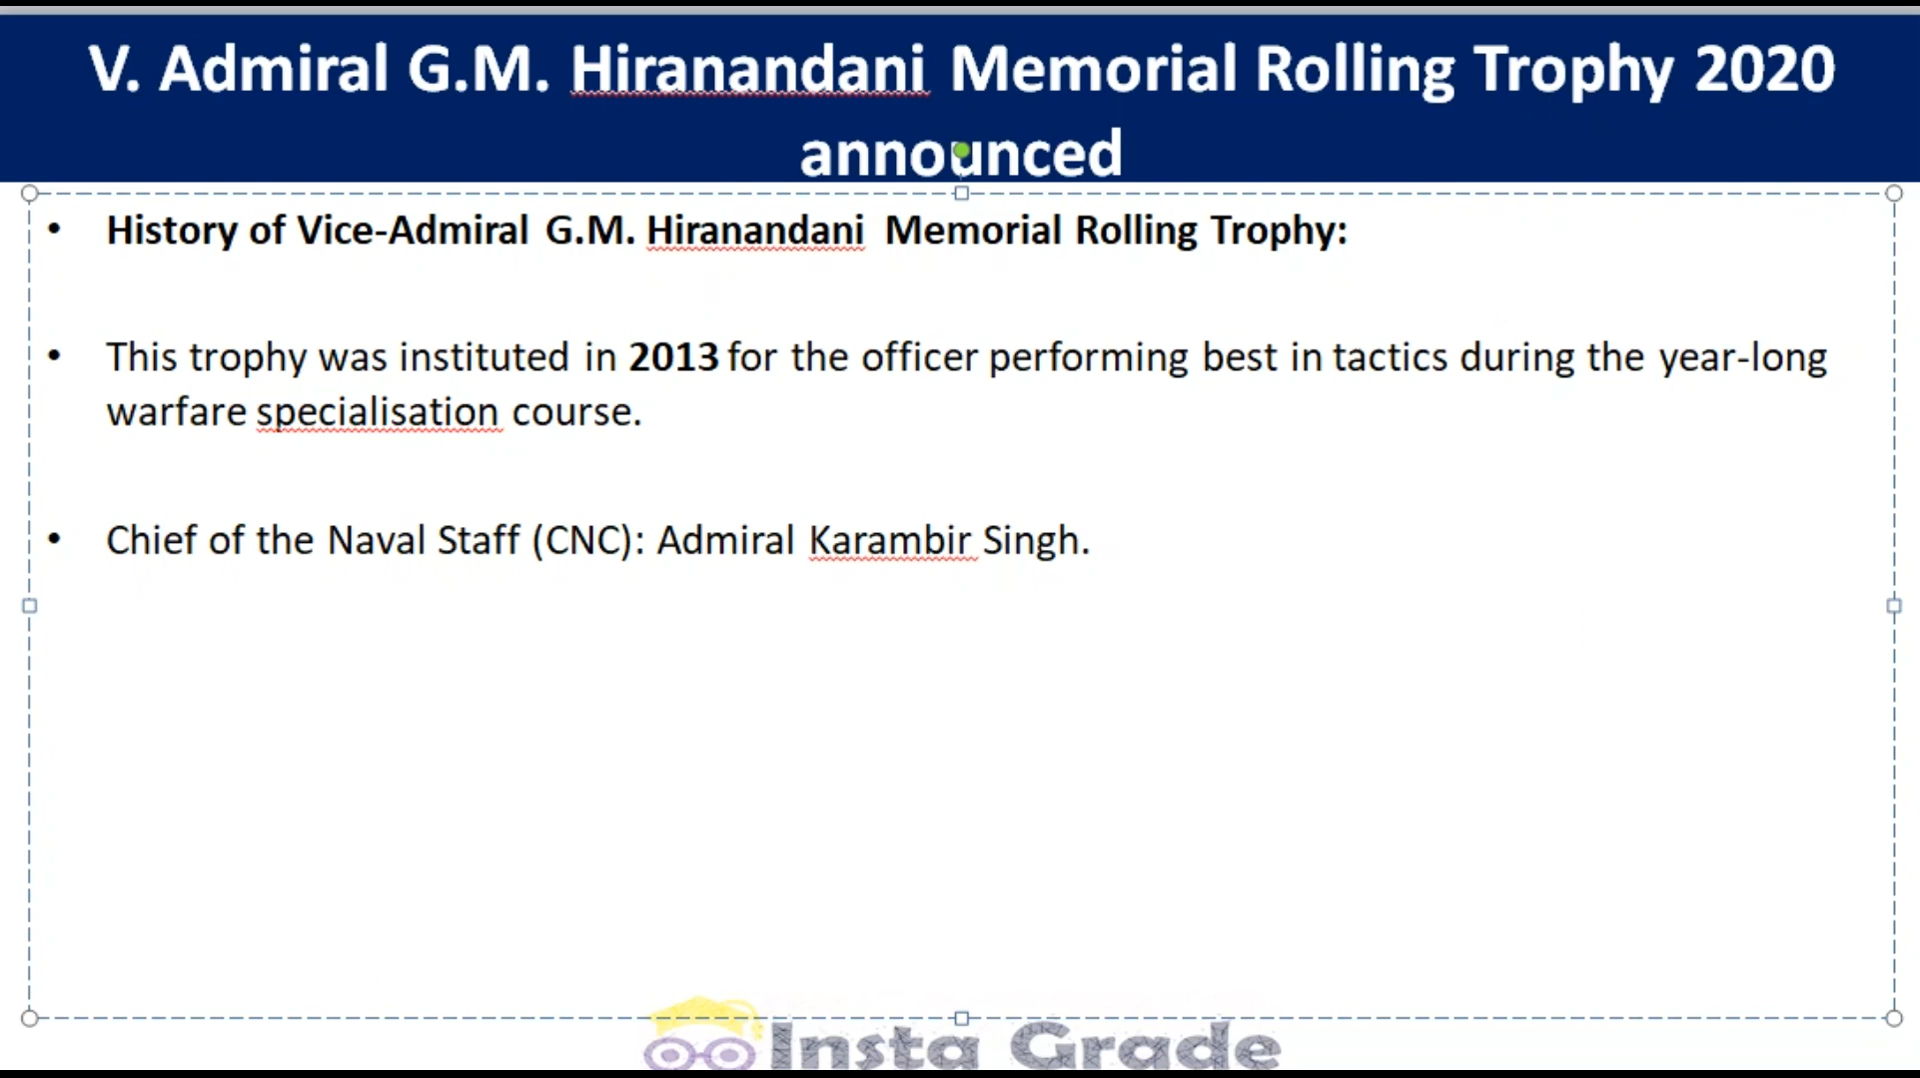 V. Admiral G.M. Hiranandani Memorial Rolling Trophy 2020
announced
• History of Vice-Admiral G.M. Hiranandani Memorial Rolling Trophy:
• This trophy was instituted in 2013 for the officer performing best in tactics during the year-long
warfare specialisation course.
• Chief of the Naval Staff (CNC): Admiral Karambir Singh.
Insta Grade